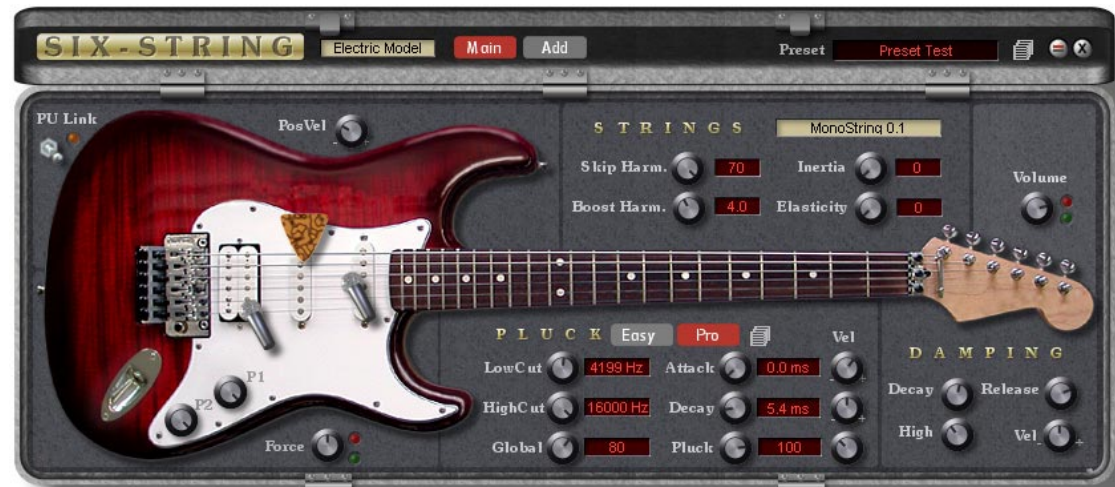 SIX-STRING Electric Model Main Add Preset Preset Test
PU Link
PosVel
- +
STRINGS MonoString 0.1
Skip Harm. 70 Inertia 0
Boost Harm. 4.0 Elasticity 0
Volume
PLUCK Easy Pro Vel
LowCut 4199 Hz Attack 0.0 ms - +
HighCut 16000 Hz Decay 5.4 ms - +
Global 80 Pluck 100
P1
P2
Force
DAMPING
Decay Release
High Vel - +